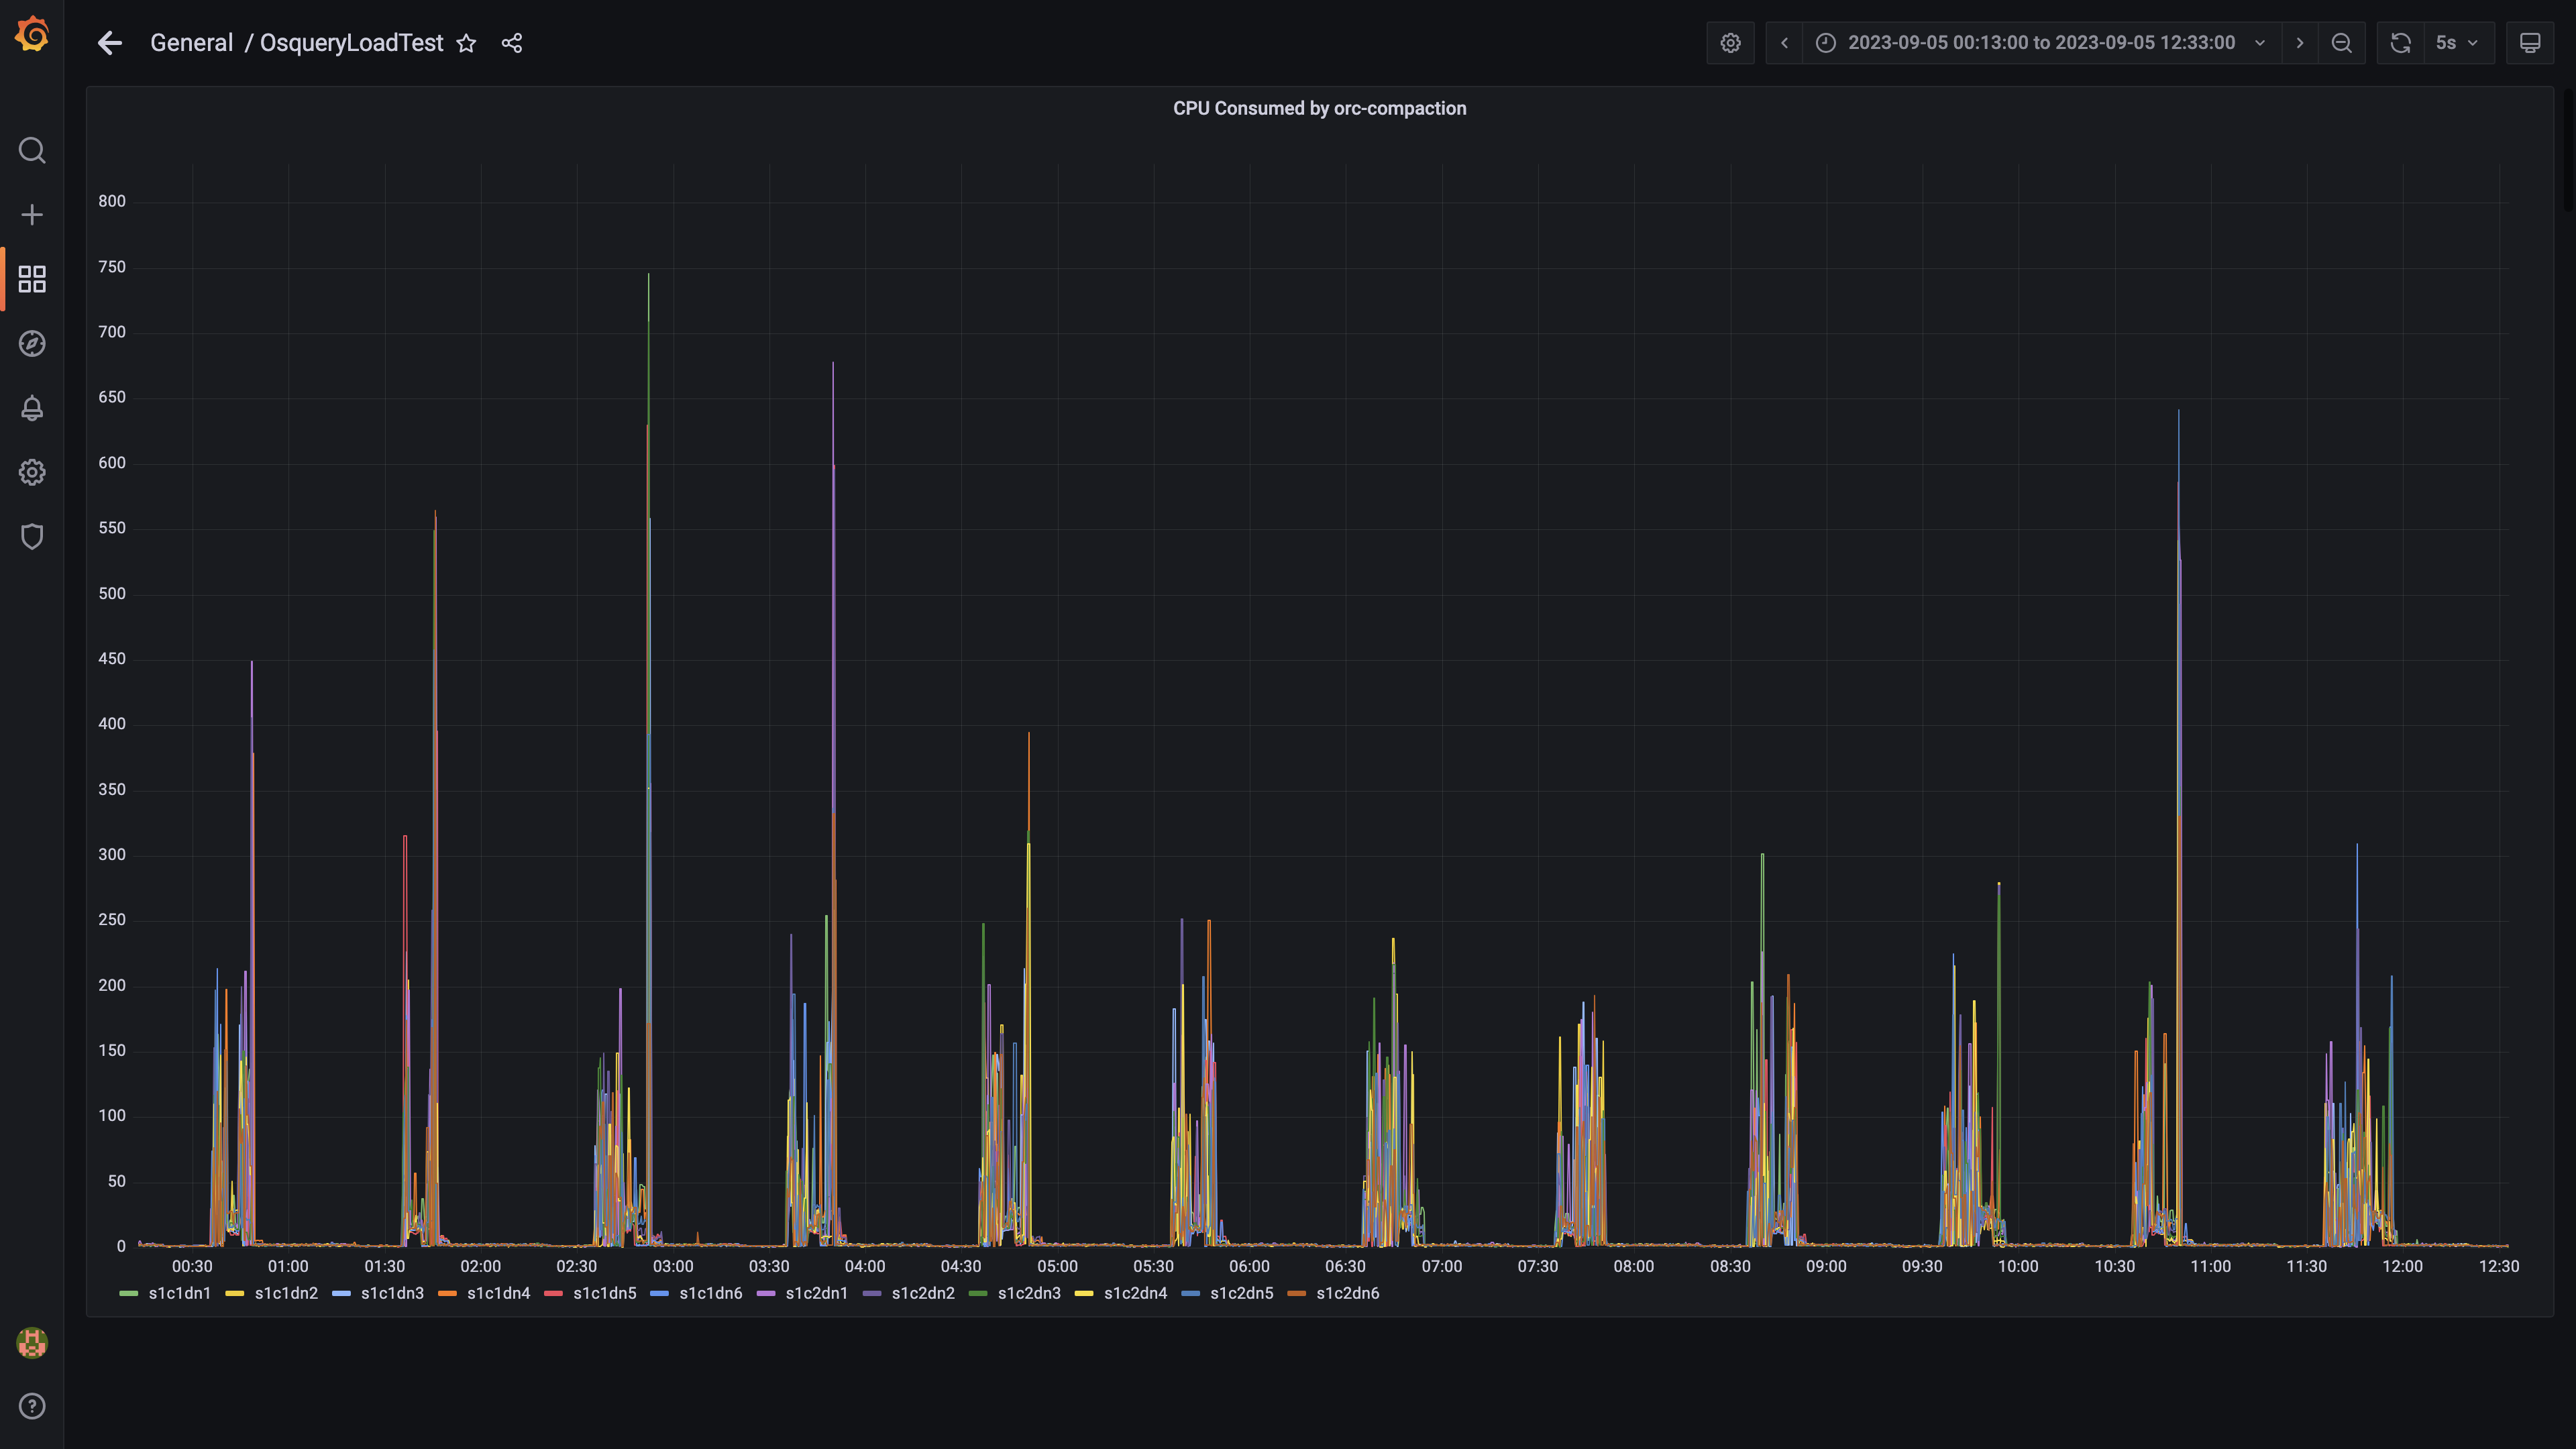 General / OsqueryLoadTest
2023-09-05 00:13:00 to 2023-09-05 12:33:00
5s
CPU Consumed by orc-compaction
800
750
700
650
600
550
500
450
400
350
300
250
200
150
100
50
0
00:30 01:00 01:30 02:00 02:30 03:00 03:30 04:00 04:30 05:00 05:30 06:00 06:30 07:00 07:30 08:00 08:30 09:00 09:30 10:00 10:30 11:00 11:30 12:00 12:30
s1c1dn1 s1c1dn2 s1c1dn3 s1c1dn4 s1c1dn5 s1c1dn6 s1c2dn1 s1c2dn2 s1c2dn3 s1c2dn4 s1c2dn5 s1c2dn6